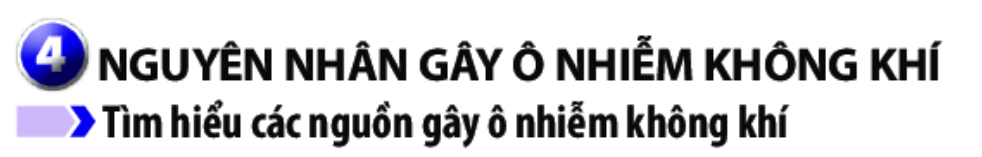 4 NGUYÊN NHÂN GÂY Ô NHIỄM KHÔNG KHÍ
Tìm hiểu các nguồn gây ô nhiễm không khí